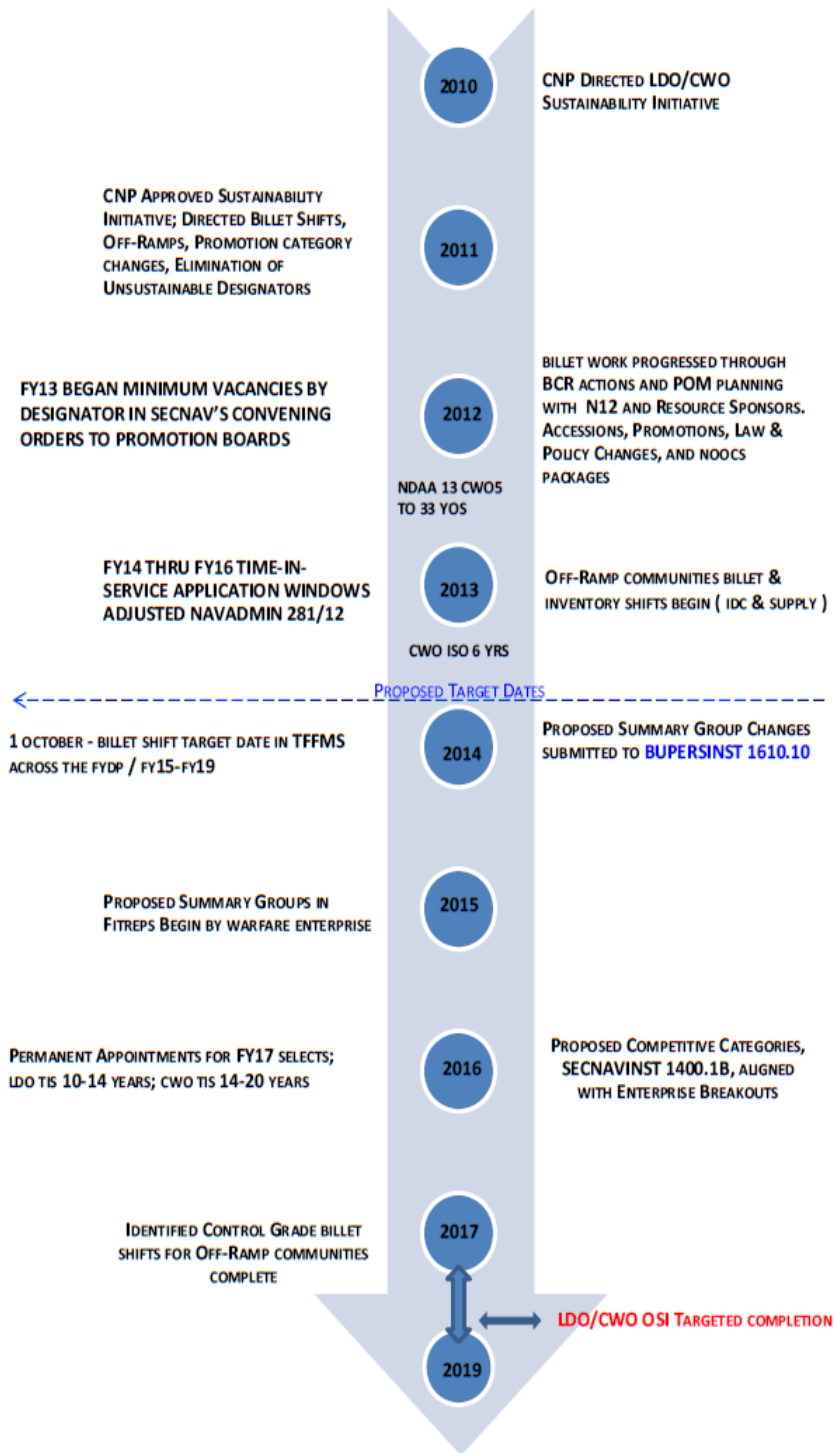 2010
CNP Directed LDO/CWO
Sustainability Initiative
CNP Approved Sustainability
Initiative; Directed Billet Shifts,
Off-Ramps, Promotion category
changes, Elimination of
Unsustainable Designators
2011
FY13 BEGAN MINIMUM VACANCIES BY
DESIGNATOR IN SECNAV'S CONVENING
ORDERS TO PROMOTION BOARDS
2012
billet work progressed through
BCR actions and POM planning
with N12 and Resource Sponsors.
Accessions, Promotions, Law &
Policy Changes, and noocs
packages
NDAA 13 CWO5
TO 33 YOS
FY14 THRU FY16 TIME-IN-
SERVICE APPLICATION WINDOWS
ADJUSTED NAVADMIN 281/12
2013
Off-Ramp communities billet &
inventory shifts begin ( idc & supply )
CWO ISO 6 YRS
Proposed Target Dates
1 october - billet shift target date in TFFMS
across the FYDP / FY15-FY19
2014
Proposed Summary Group Changes
submitted to BUPERSINST 1610.10
Proposed Summary Groups in
Fitreps Begin by warfare enterprise
2015
Permanent Appointments for FY17 selects;
LDO TIS 10-14 years; CWO TIS 14-20 years
2016
Proposed Competitive Categories,
SECNAVINST 1400.1B, aligned
with Enterprise Breakouts
Identified Control Grade billet
shifts for Off-Ramp communities
complete
2017
LDO/CWO OSI Targeted completion
2019